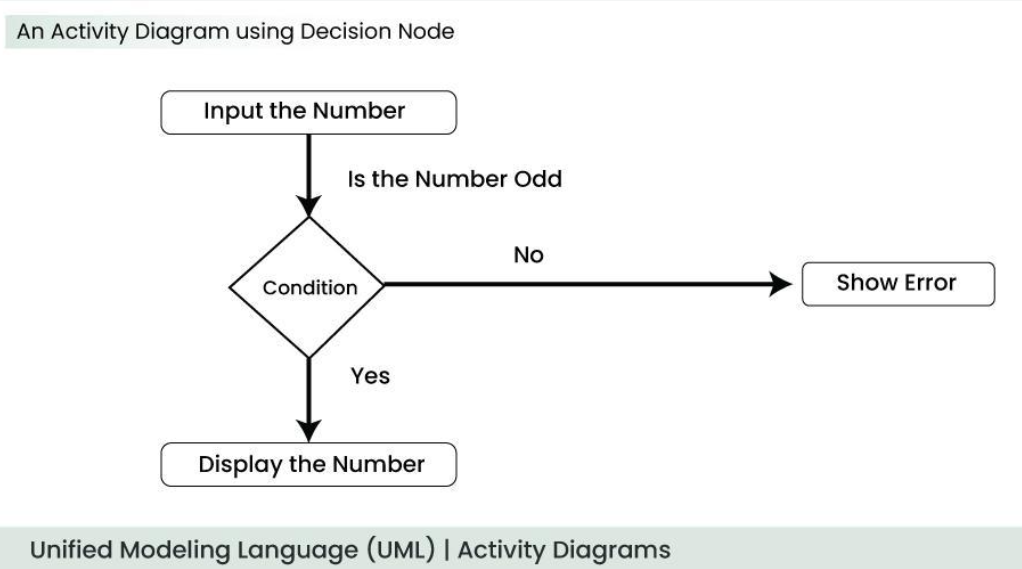 An Activity Diagram using Decision Node
Input the Number
Is the Number Odd
No
Condition
Show Error
Yes
Display the Number
Unified Modeling Language (UML) | Activity Diagrams